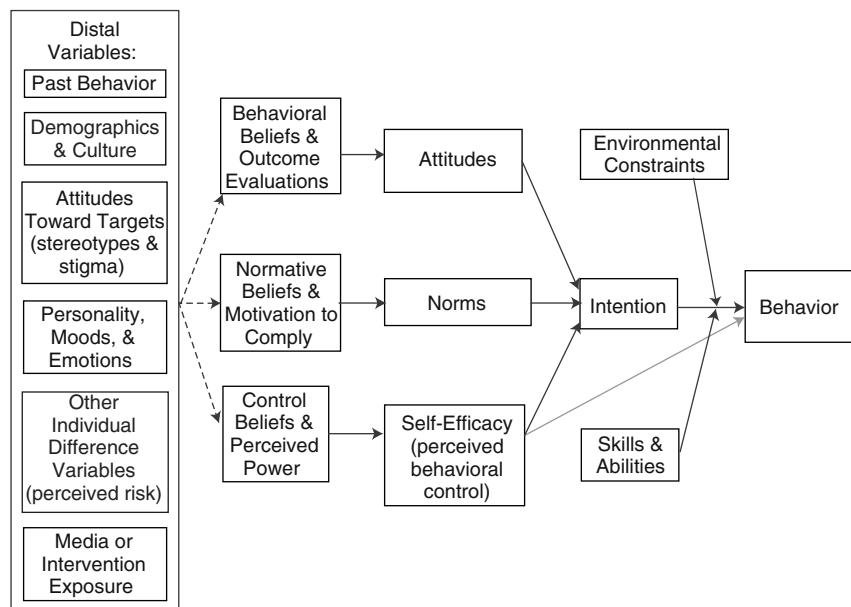 Distal
Variables:
Past Behavior
Demographics
& Culture
Attitudes
Toward Targets
(stereotypes &
stigma)
Personality,
Moods, &
Emotions
Other
Individual
Difference
Variables
(perceived risk)
Media or
Intervention
Exposure
Behavioral
Beliefs &
Outcome
Evaluations
Normative
Beliefs &
Motivation to
Comply
Control
Beliefs &
Perceived
Power
Attitudes
Norms
Self-Efficacy
(perceived
behavioral
control)
Environmental
Constraints
Intention
Skills &
Abilities
Behavior